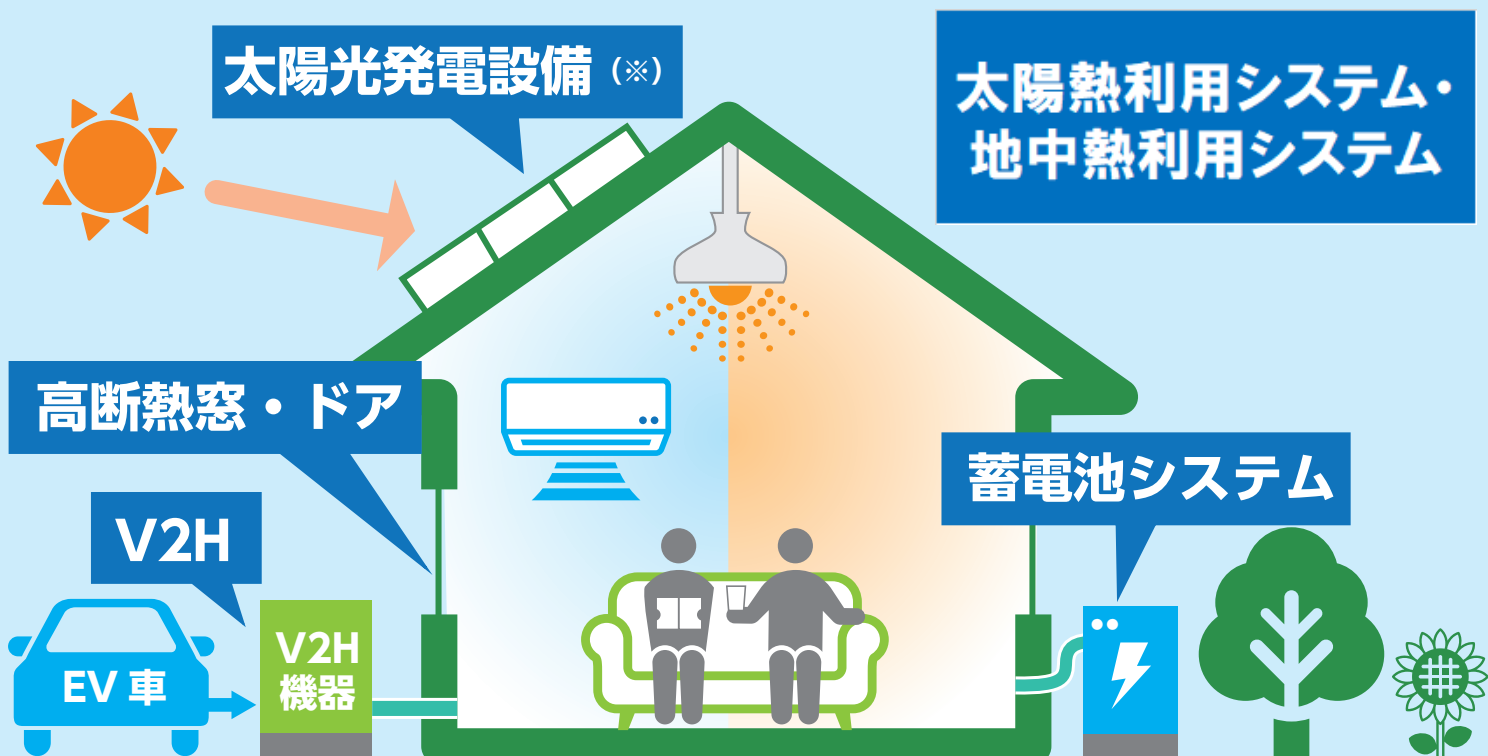 太陽光発電設備(※)
太陽熱利用システム・
地中熱利用システム
高断熱窓・ドア
蓄電池システム
V2H
V2H
機器
EV車